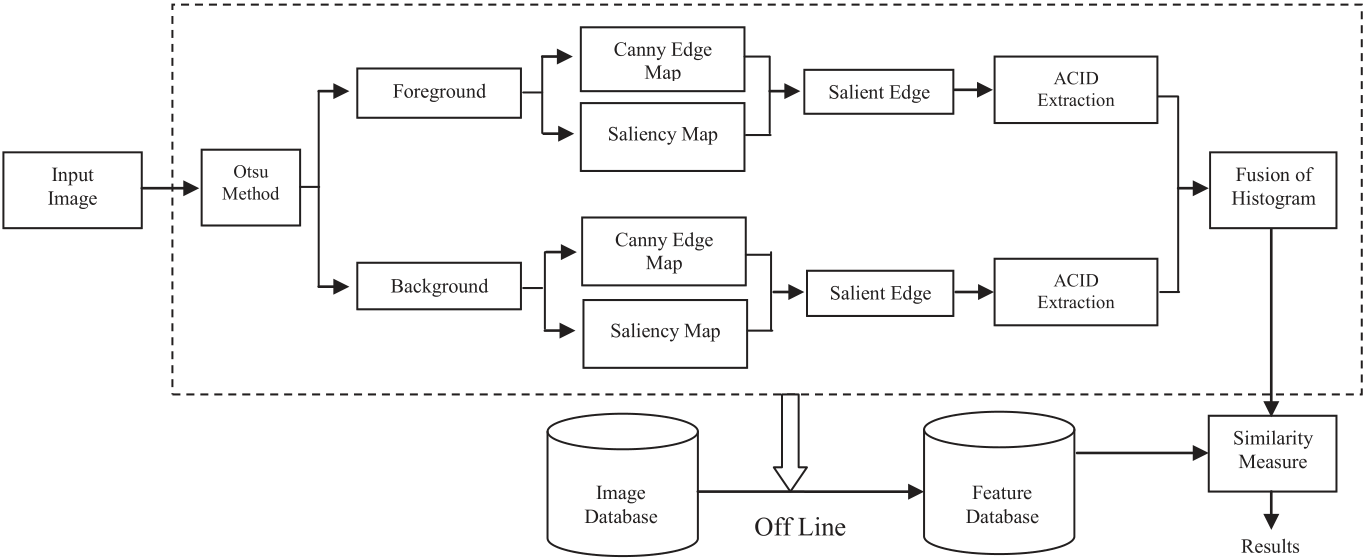 Input
Image
Otsu
Method
Foreground
Canny Edge
Map
Saliency Map
Salient Edge
ACID
Extraction
Background
Canny Edge
Map
Saliency Map
Salient Edge
ACID
Extraction
Fusion of
Histogram
Image
Database
Off Line
Feature
Database
Similarity
Measure
Results